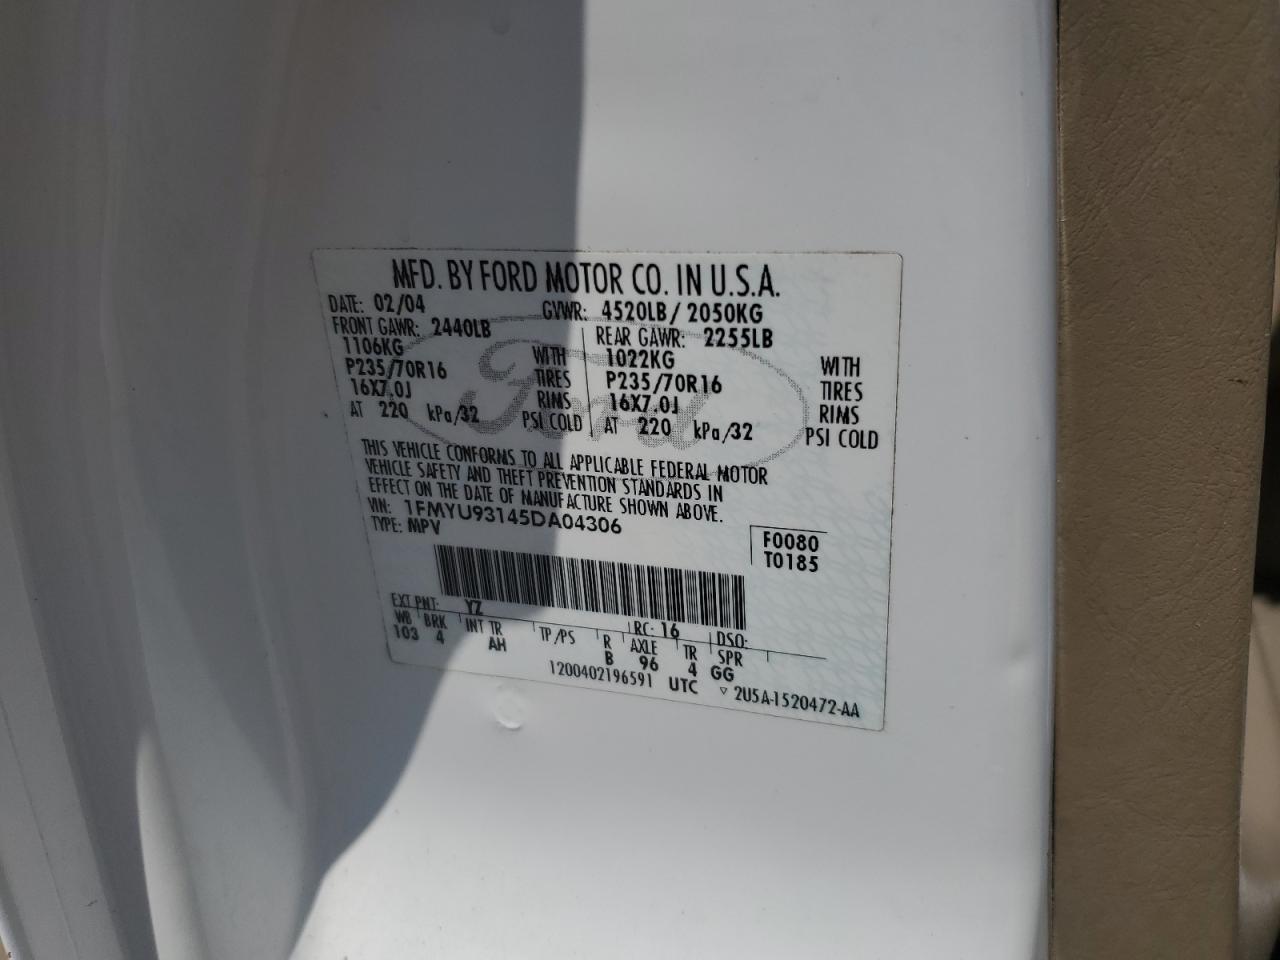 MFD. BY FORD MOTOR CO. IN U.S.A.
DATE: 02/04 GVWR: 4520LB/ 2050KG
FRONT GAWR: 2440LB REAR GAWR: 2255LB
1106KG WITH 1022KG WITH
P235/70R16 TIRES P235/70R16 TIRES
16X7.0J RIMS 16X7.0J RIMS
AT 220 kPa/32 PSI COLD AT 220 kPa/32 PSI COLD
Ford
THIS VEHICLE CONFORMS TO ALL APPLICABLE FEDERAL MOTOR
VEHICLE SAFETY AND THEFT PREVENTION STANDARDS IN
EFFECT ON THE DATE OF MANUFACTURE SHOWN ABOVE.
VIN: 1FMYU93145DA04306
TYPE: MPV
F0080
T0185
EXT PNT: YZ RC: 16 DSO:
WB BRK INT TR TP/PS R AXLE TR SPR
103 4 AH B 96 4 GG
1200402196591 UTC ▽ 2U5A-1520472-AA